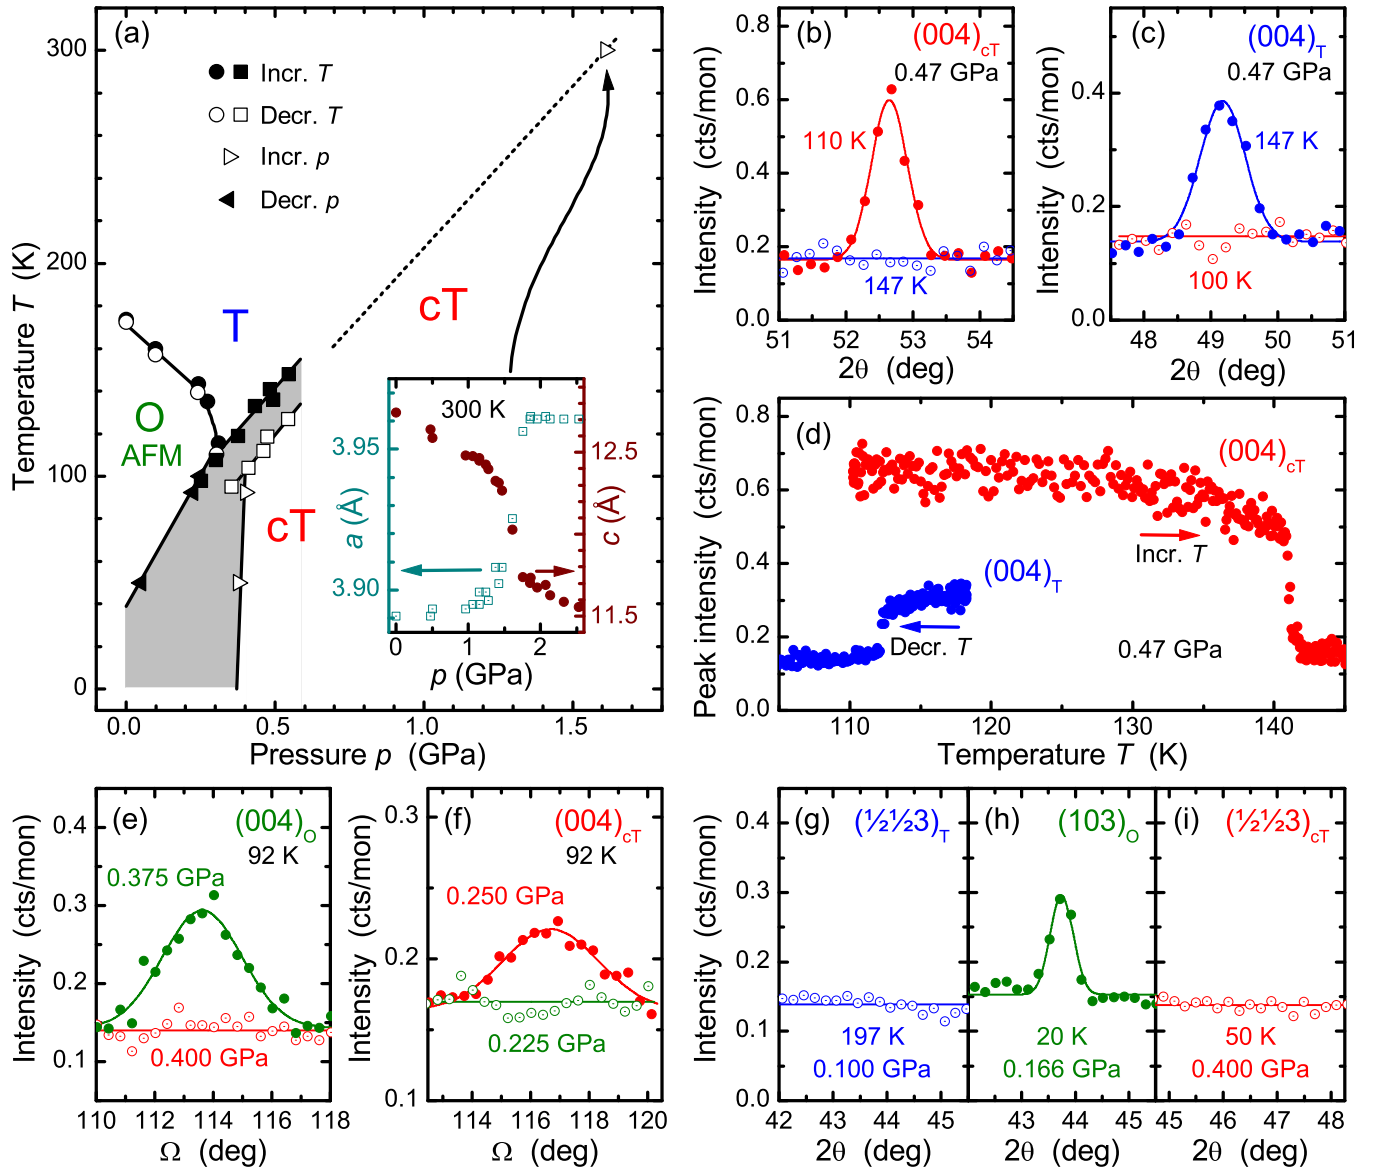 (a)
Incr. T
Decr. T
Incr. p
Decr. p
300
200
100
0
Temperature T (K)
T
cT
O
AFM
cT
300 K
3.95
3.90
a (Å)
12.5
11.5
c (Å)
0 1 2
p (GPa)
0.0 0.5 1.0 1.5
Pressure p (GPa)
(b)
(004)cT
0.47 GPa
110 K
147 K
0.8
0.6
0.4
0.2
0.0
Intensity (cts/mon)
51 52 53 54
2θ (deg)
(c)
(004)T
0.47 GPa
147 K
100 K
0.4
0.2
0.0
Intensity (cts/mon)
48 49 50 51
2θ (deg)
(d)
(004)cT
Incr. T
(004)T
Decr. T
0.47 GPa
0.8
0.6
0.4
0.2
0.0
Peak intensity (cts/mon)
110 120 130 140
Temperature T (K)
(e)
(004)O
92 K
0.375 GPa
0.400 GPa
0.4
0.3
0.2
0.1
Intensity (cts/mon)
110 112 114 116 118
Ω (deg)
(f)
(004)cT
92 K
0.250 GPa
0.225 GPa
0.3
0.2
0.1
Intensity (cts/mon)
114 116 118 120
Ω (deg)
(g)
(½½3)T
197 K
0.100 GPa
0.4
0.3
0.2
0.1
0.0
Intensity (cts/mon)
42 43 44 45
2θ (deg)
(h)
(103)O
20 K
0.166 GPa
43 44 45
2θ (deg)
(i)
(½½3)cT
50 K
0.400 GPa
45 46 47 48
2θ (deg)